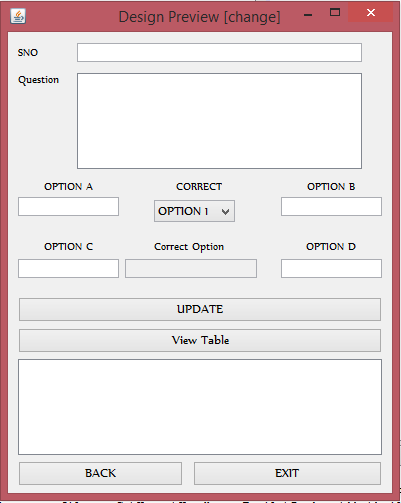 Design Preview [change]
SNO
Question
OPTION A CORRECT OPTION B
OPTION 1
OPTION C Correct Option OPTION D
UPDATE
View Table
BACK EXIT